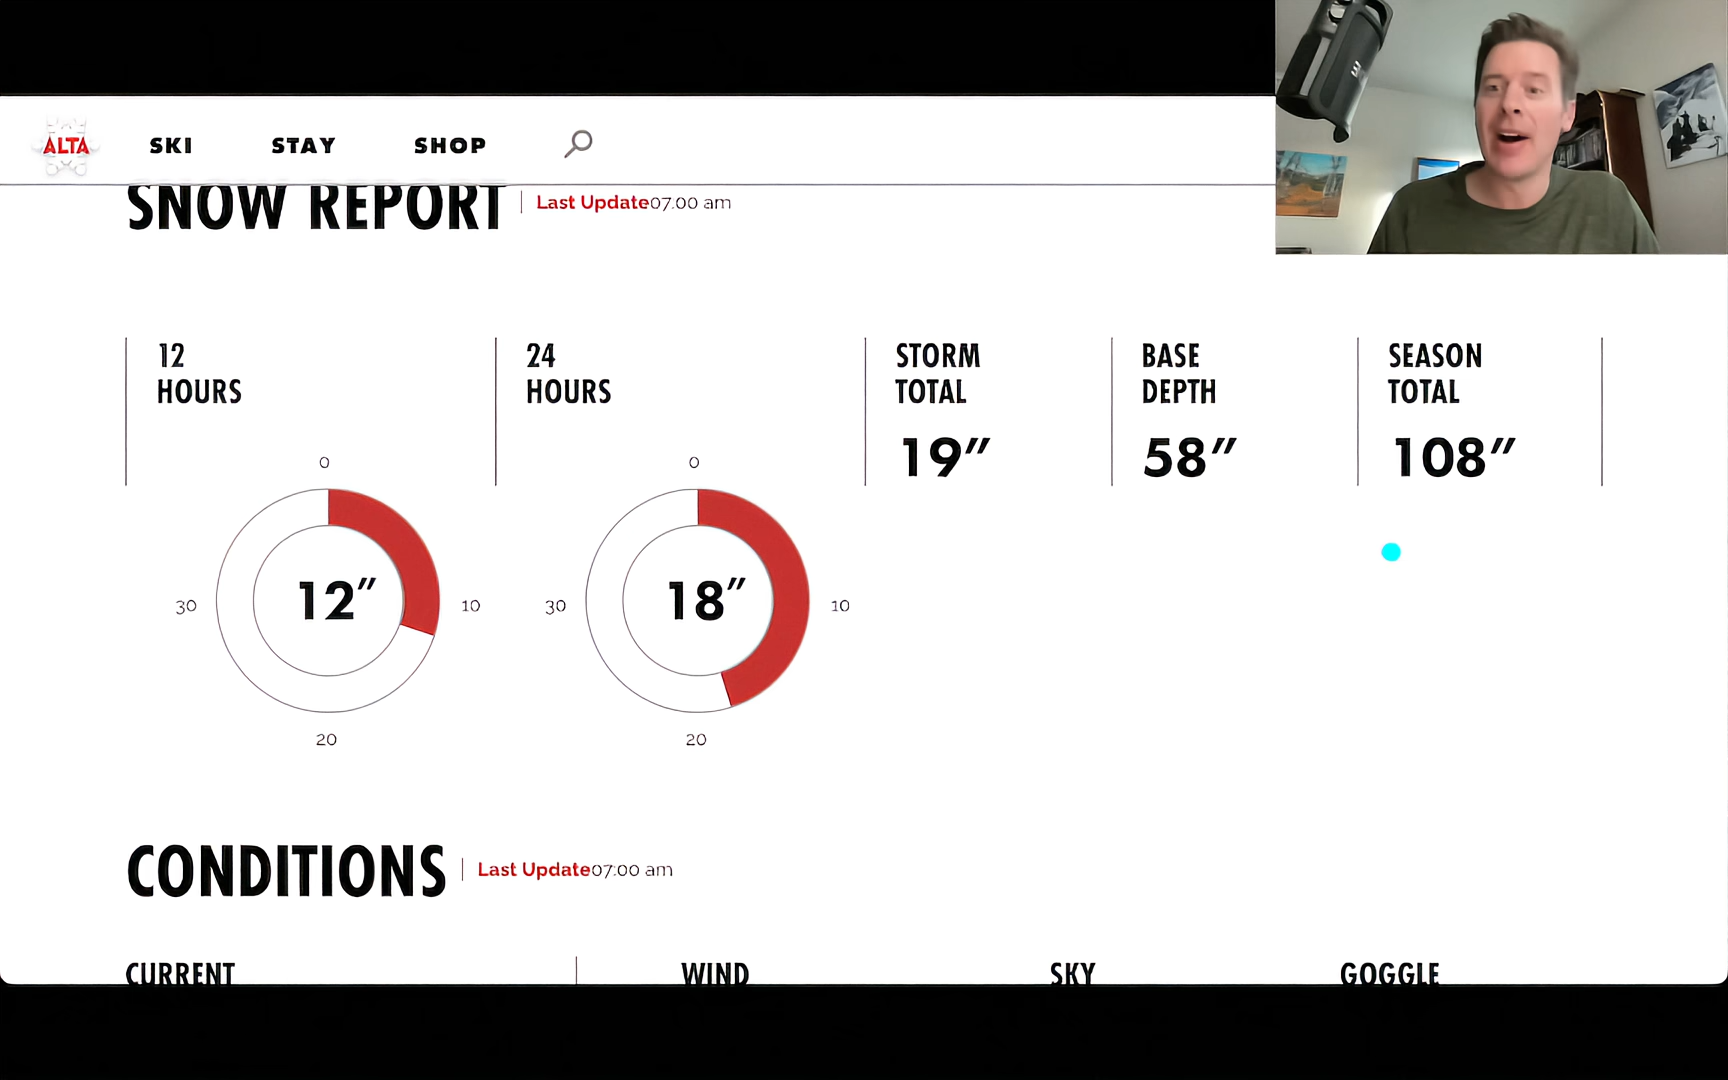 ALTA
SKI
STAY
SHOP
SNOW REPORT
Last Update07:00 am
12
HOURS
24
HOURS
STORM
TOTAL
19"
BASE
DEPTH
58"
SEASON
TOTAL
108"
0
10
20
30
12"
0
10
20
30
18"
CONDITIONS
Last Update07:00 am
CURRENT
WIND
SKY
GOGGLE